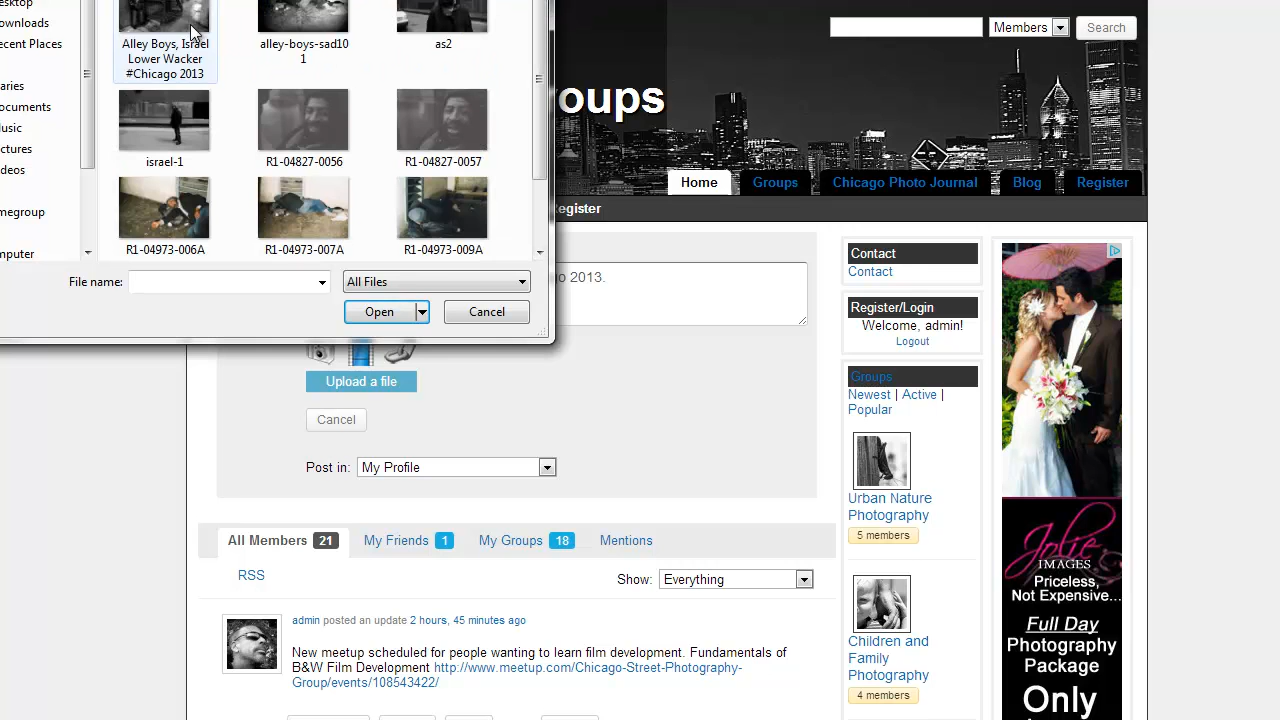 Members
Search
oups
Home
Groups
Chicago Photo Journal
Blog
Register
egister
esktop
ownloads
ecent Places
aries
ocuments
usic
ctures
deos
megroup
mputer
Alley Boys, Israel
Lower Wacker
#Chicago 2013
alley-boys-sad10
1
as2
israel-1
R1-04827-0056
R1-04827-0057
R1-04973-006A
R1-04973-007A
R1-04973-009A
File name:
All Files
Open
Cancel
o 2013.
Upload a file
Cancel
Post in:
My Profile
All Members 21
My Friends 1
My Groups 18
Mentions
RSS
Show:
Everything
admin posted an update 2 hours, 45 minutes ago
New meetup scheduled for people wanting to learn film development. Fundamentals of
B&W Film Development http://www.meetup.com/Chicago-Street-Photography-
Group/events/108543422/
Contact
Contact
Register/Login
Welcome, admin!
Logout
Groups
Newest | Active |
Popular
Urban Nature
Photography
5 members
Children and
Family
Photography
4 members
Jolie
IMAGES
Priceless,
Not Expensive...
Full Day
Photography
Package
Only